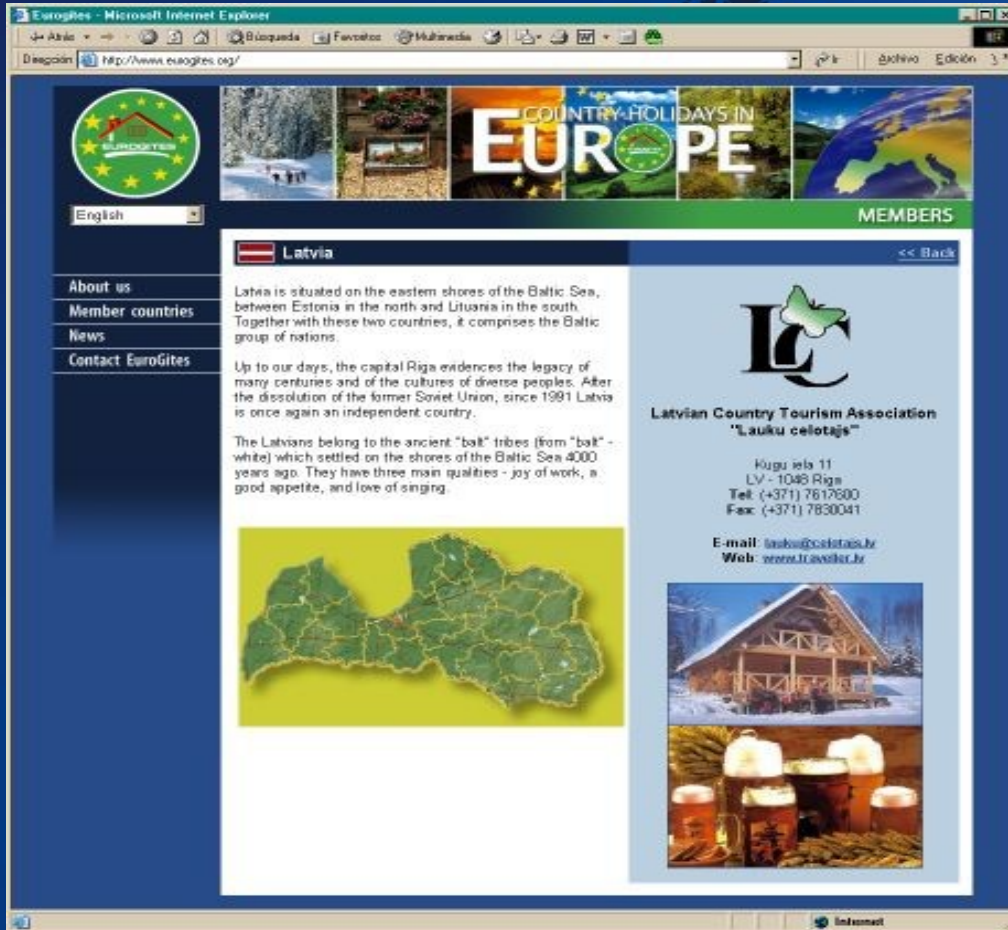 Eurogites - Microsoft Internet Explorer
Atrás
Búsqueda
Favoritos
Multimedia
Dirección
http://www.eurogites.org/
Ir
Archivo
Edición
EUROGITES
COUNTRY HOLIDAYS IN
EUROPE
English
MEMBERS
About us
Member countries
News
Contact EuroGites
Latvia
<< Back
Latvia is situated on the eastern shores of the Baltic Sea,
between Estonia in the north and Lituania in the south.
Together with these two countries, it comprises the Baltic
group of nations.
Up to our days, the capital Riga evidences the legacy of
many centuries and of the cultures of diverse peoples. After
the dissolution of the former Soviet Union, since 1991 Latvia
is once again an independent country.
The Latvians belong to the ancient "balt" tribes (from "balt" -
white) which settled on the shores of the Baltic Sea 4000
years ago. They have three main qualities - joy of work, a
good appetite, and love of singing.
LC
Latvian Country Tourism Association
"Lauku celotajs"
Kugu iela 11
LV - 1048 Riga
Tel: (+371) 7617600
Fax: (+371) 7830041
E-mail: lauku@celotajs.lv
Web: www.traveller.lv
Internet